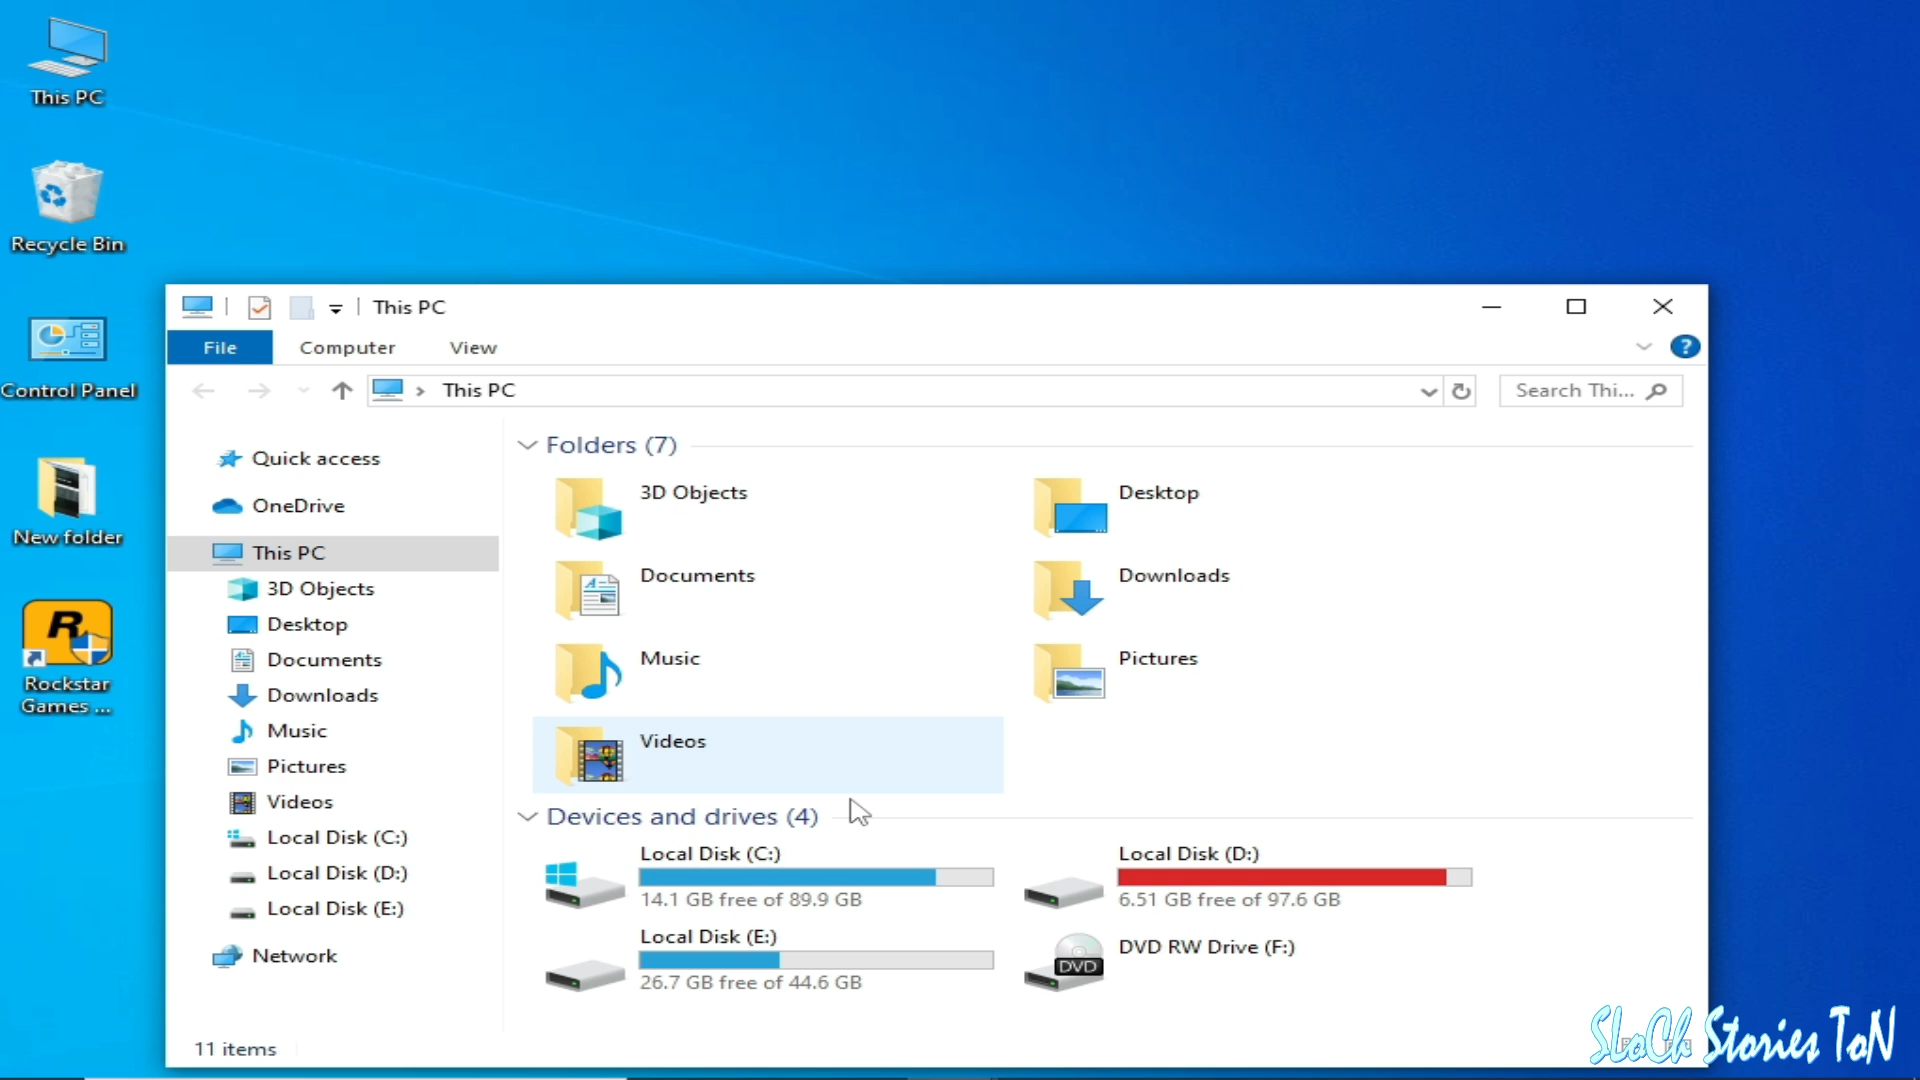 This PC
Recycle Bin
Control Panel
New folder
R
Rockstar
Games ...
This PC
File
Computer
View
?
This PC
Search Thi...
Quick access
OneDrive
This PC
3D Objects
Desktop
Documents
Downloads
Music
Pictures
Videos
Local Disk (C:)
Local Disk (D:)
Local Disk (E:)
Network
Folders (7)
3D Objects
Desktop
Documents
Downloads
Music
Pictures
Videos
Devices and drives (4)
Local Disk (C:)
14.1 GB free of 89.9 GB
Local Disk (D:)
6.51 GB free of 97.6 GB
Local Disk (E:)
26.7 GB free of 44.6 GB
DVD RW Drive (F:)
DVD
11 items
SLoCh Stories ToN